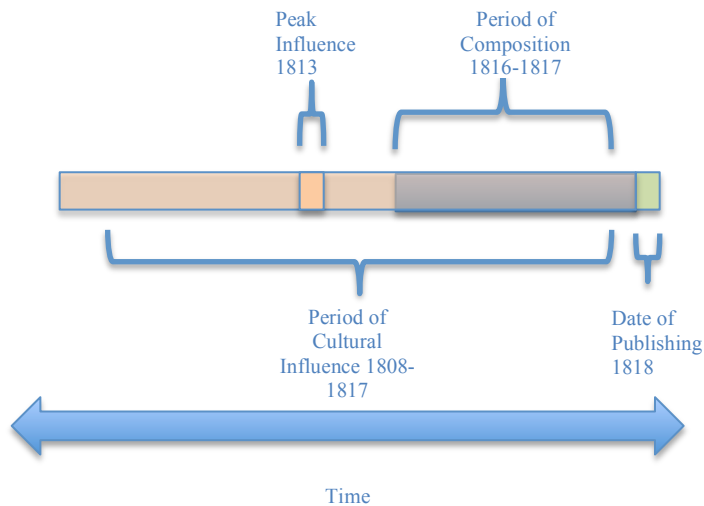 Peak
Influence
1813
Period of
Composition
1816-1817
Period of
Cultural
Influence 1808-
1817
Date of
Publishing
1818
Time